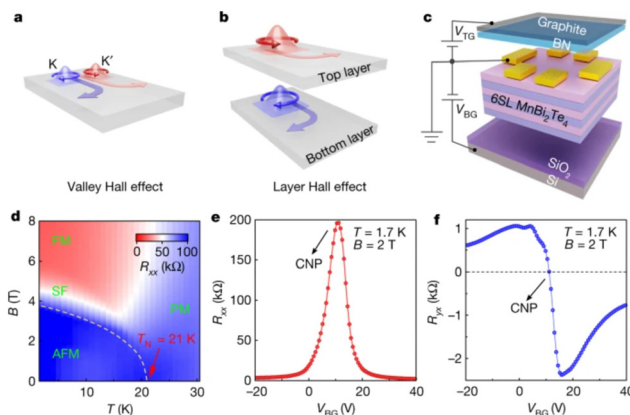 a
K K′
Valley Hall effect
b
Top layer
Bottom layer
Layer Hall effect
c
Graphite
BN
V_TG
V_BG
6SL MnBi₂Te₄
SiO₂
Si
d
8
6
4
2
0
B (T)
0 10 20 30
T (K)
FM
SF
AFM
PM
0 50 100
R_xx (kΩ)
T_N = 21 K
e
200
150
100
50
0
R_xx (kΩ)
−20 0 20 40
V_BG (V)
T = 1.7 K
B = 2 T
CNP
f
1
0
−1
−2
R_yx (kΩ)
−20 0 20 40
V_BG (V)
T = 1.7 K
B = 2 T
CNP